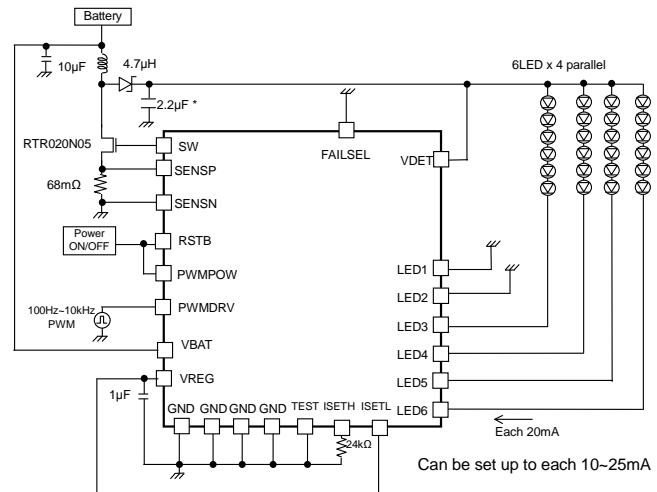 Battery
10µF
4.7µH
2.2µF *
6LED x 4 parallel
RTR020N05
SW
FAILSEL
VDET
SENSP
68mΩ
SENSN
Power
ON/OFF
RSTB
PWMPOW
LED1
LED2
100Hz~10kHz
PWM
PWMDRV
LED3
VBAT
LED4
VREG
LED5
1µF
GND GND GND GND TEST ISETH ISETL
LED6
24kΩ
Each 20mA
Can be set up to each 10~25mA